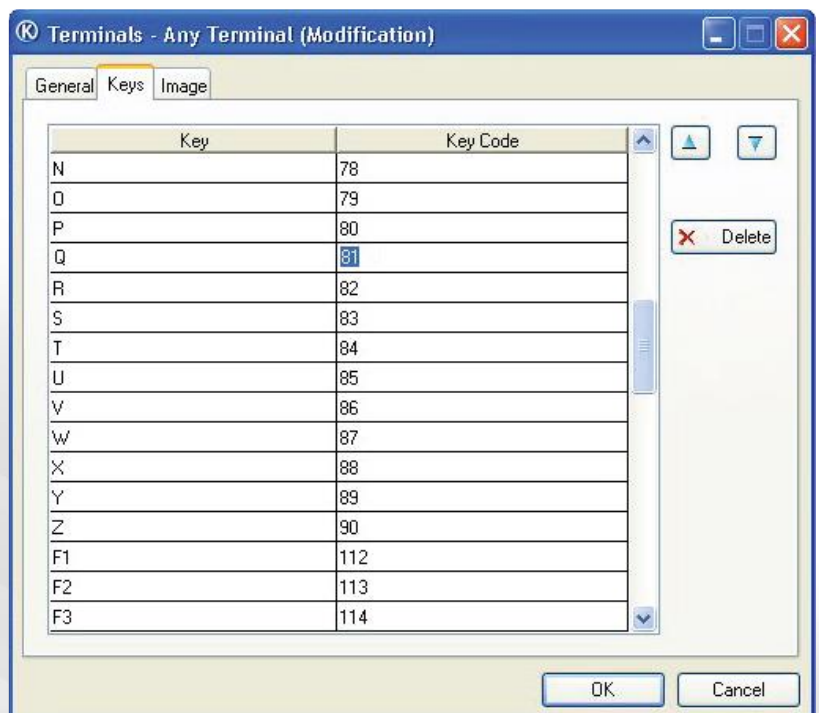 Terminals - Any Terminal (Modification)
General Keys Image
Key Key Code
N 78
O 79
P 80
Q 81
Delete
R 82
S 83
T 84
U 85
V 86
W 87
X 88
Y 89
Z 90
F1 112
F2 113
F3 114
OK Cancel